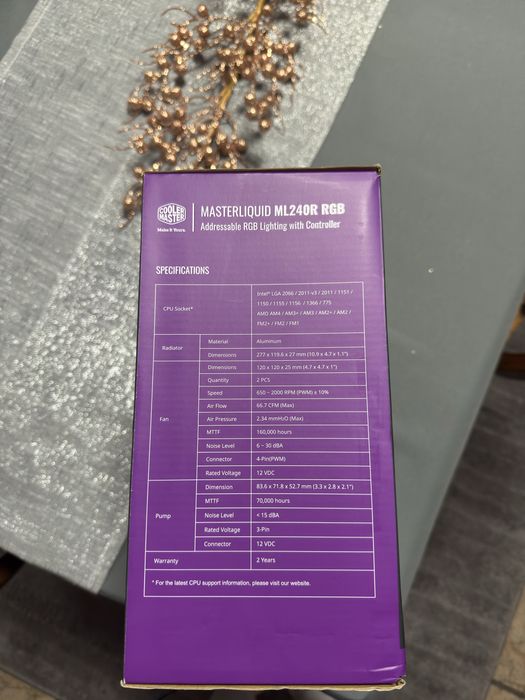 COOLER MASTER
Make It Yours.
MASTERLIQUID ML240R RGB
Addressable RGB Lighting with Controller
SPECIFICATIONS
CPU Socket*
Intel® LGA 2066 / 2011-v3 / 2011 / 1151 /
1150 / 1155 / 1156 / 1366 / 775
AMD AM4 / AM3+ / AM3 / AM2+ / AM2 /
FM2+ / FM2 / FM1
Radiator
Material Aluminum
Dimensions 277 x 119.6 x 27 mm (10.9 x 4.7 x 1.1")
Fan
Dimensions 120 x 120 x 25 mm (4.7 x 4.7 x 1")
Quantity 2 PCS
Speed 650 ~ 2000 RPM (PWM) ± 10%
Air Flow 66.7 CFM (Max)
Air Pressure 2.34 mmH₂O (Max)
MTTF 160,000 hours
Noise Level 6 ~ 30 dBA
Connector 4-Pin(PWM)
Rated Voltage 12 VDC
Pump
Dimension 83.6 x 71.8 x 52.7 mm (3.3 x 2.8 x 2.1")
MTTF 70,000 hours
Noise Level < 15 dBA
Rated Voltage 3-Pin
Connector 12 VDC
Warranty 2 Years
* For the latest CPU support information, please visit our website.